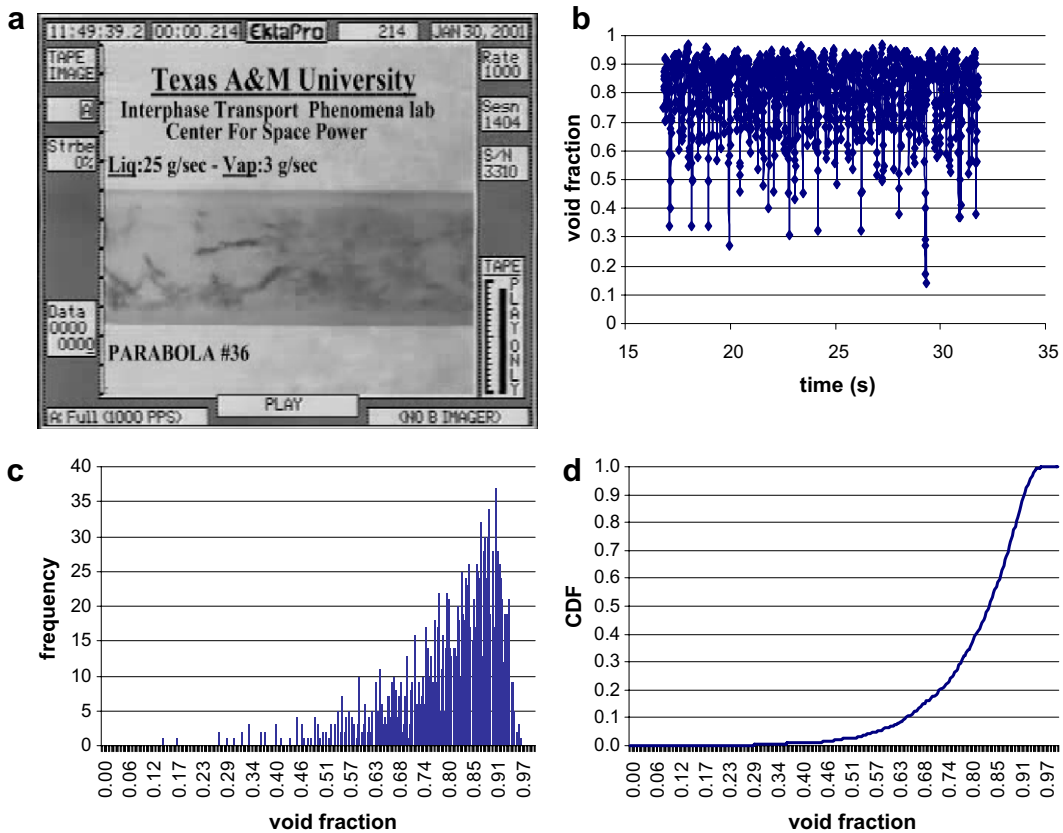 a
11:49:39.2 00:00.214 EktaPro 214 JAN 30, 2001
TAPE
IMAGE
A
Strbe
0%
Data
0000
0000
Texas A&M University
Interphase Transport Phenomena lab
Center For Space Power
Liq:25 g/sec - Vap:3 g/sec
PARABOLA #36
Rate
1000
Sesn
1404
S/N
3310
TAPE
PLAY ONLY
PLAY
A: Full (1000 PPS)
(NO B IMAGER)
b
void fraction
1
0.9
0.8
0.7
0.6
0.5
0.4
0.3
0.2
0.1
0
15 20 25 30 35
time (s)
c
frequency
40
35
30
25
20
15
10
5
0
0.00 0.06 0.12 0.17 0.23 0.29 0.34 0.40 0.46 0.51 0.57 0.63 0.68 0.74 0.80 0.85 0.91 0.97
void fraction
d
CDF
1.0
0.9
0.8
0.7
0.6
0.5
0.4
0.3
0.2
0.1
0.0
0.00 0.06 0.12 0.17 0.23 0.29 0.34 0.40 0.46 0.51 0.57 0.63 0.68 0.74 0.80 0.85 0.91 0.97
void fraction